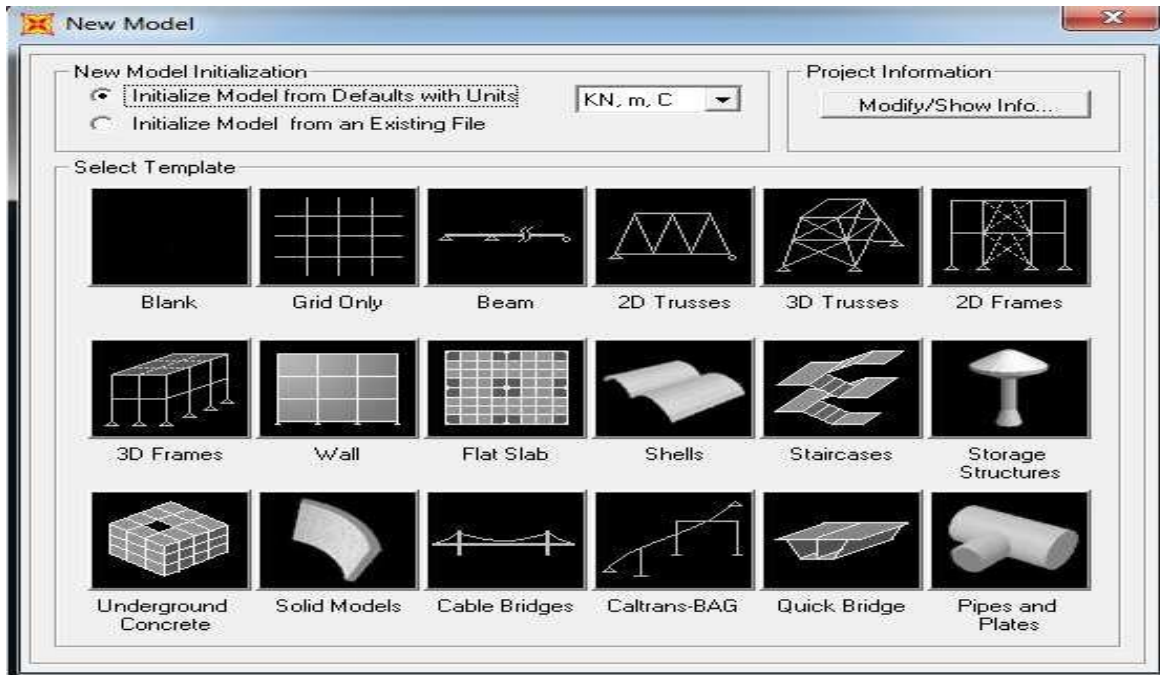 New Model
New Model Initialization
Initialize Model from Defaults with Units
KN, m, C
Initialize Model from an Existing File
Project Information
Modify/Show Info...
Select Template
Blank
Grid Only
Beam
2D Trusses
3D Trusses
2D Frames
3D Frames
Wall
Flat Slab
Shells
Staircases
Storage
Structures
Underground
Concrete
Solid Models
Cable Bridges
Caltrans-BAG
Quick Bridge
Pipes and
Plates